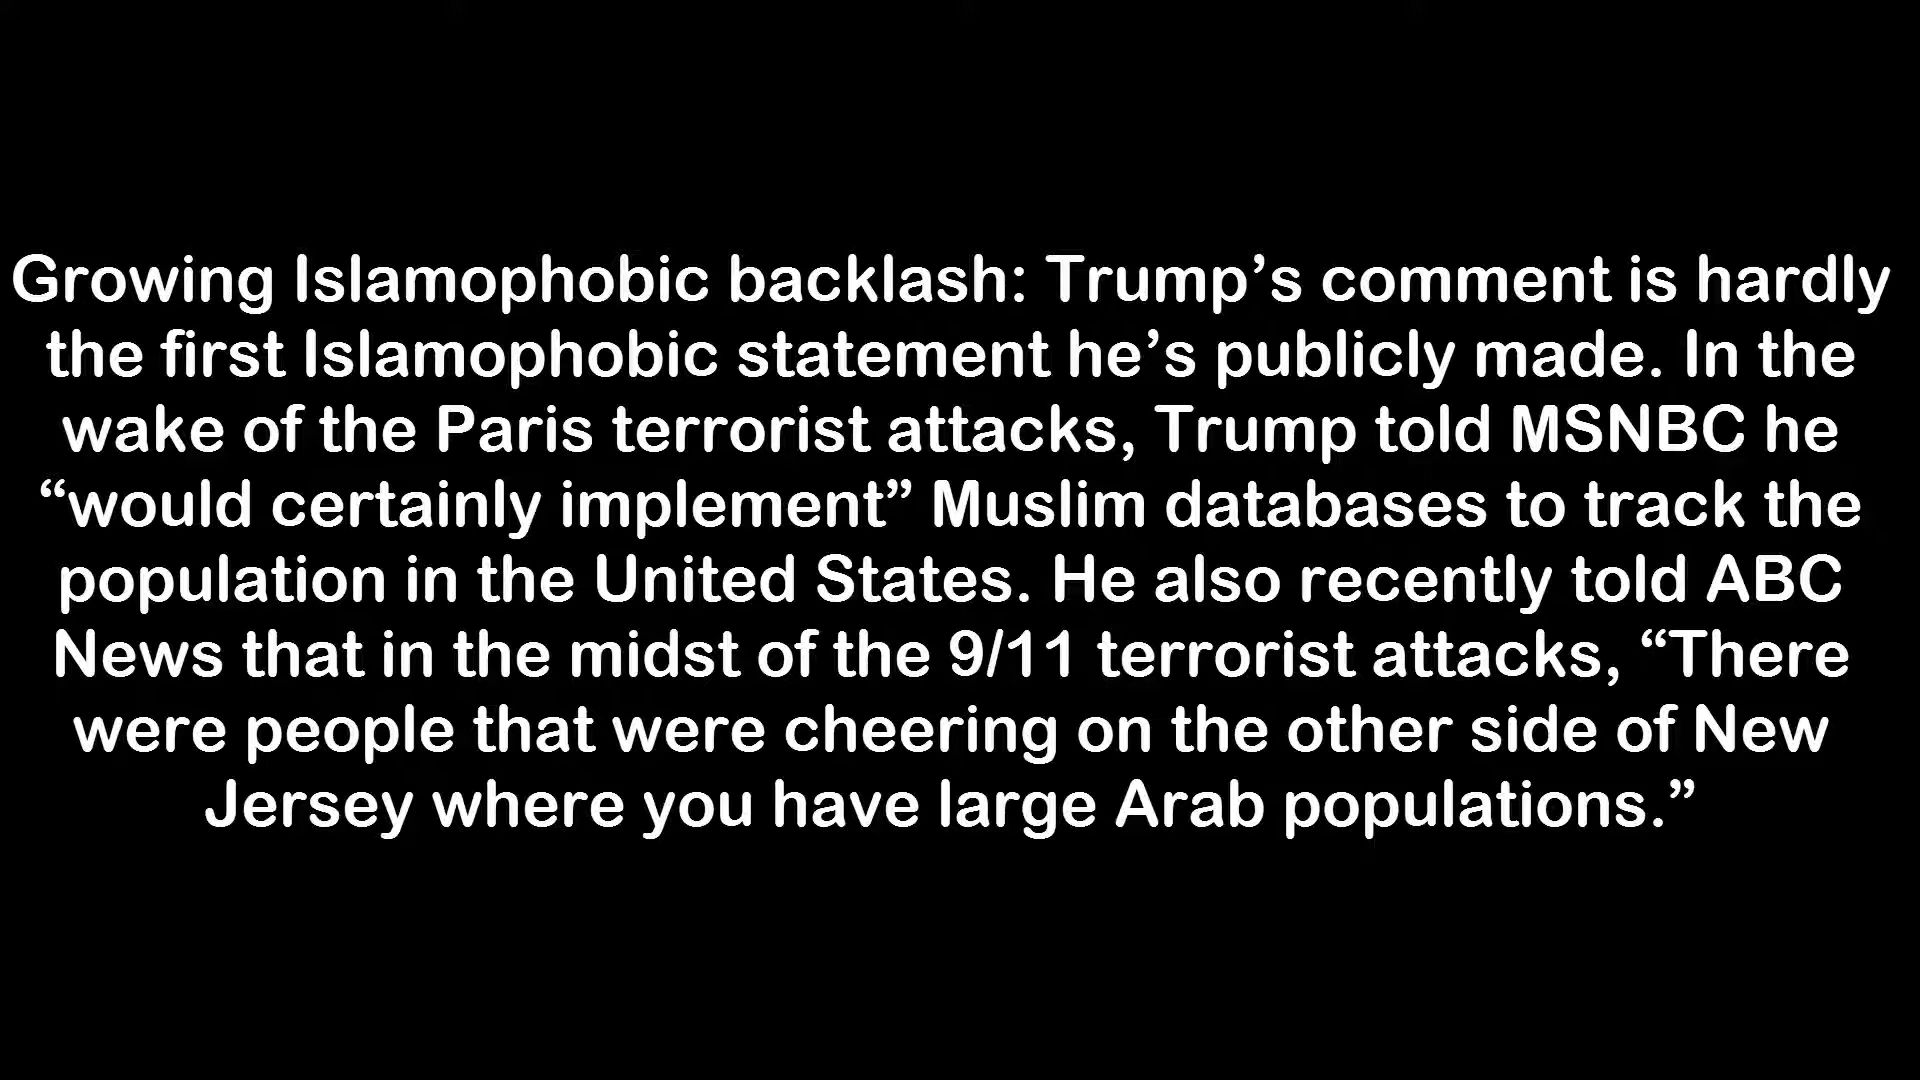 Growing Islamophobic backlash: Trump’s comment is hardly
the first Islamophobic statement he’s publicly made. In the
wake of the Paris terrorist attacks, Trump told MSNBC he
“would certainly implement” Muslim databases to track the
population in the United States. He also recently told ABC
News that in the midst of the 9/11 terrorist attacks, “There
were people that were cheering on the other side of New
Jersey where you have large Arab populations.”